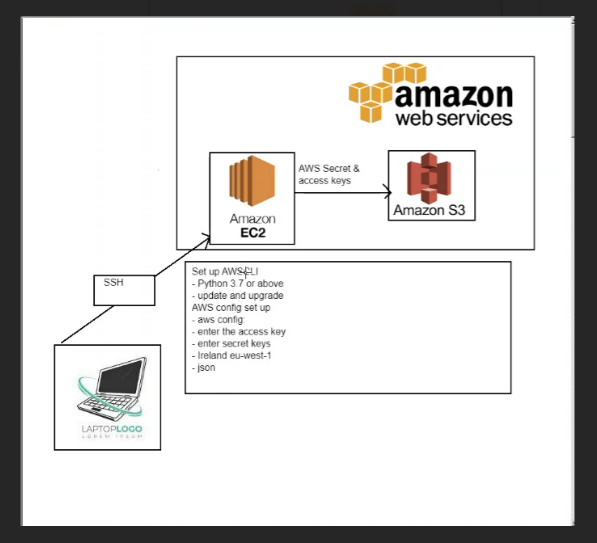 amazon
web services
AWS Secret &
access keys
Amazon
EC2
Amazon S3
SSH
Set up AWSCLI
- Python 3.7 or above
- update and upgrade
AWS config set up
- aws config:
- enter the access key
- enter secret keys
- Ireland eu-west-1
- json
LAPTOPLOGO
LOREM IPSUM